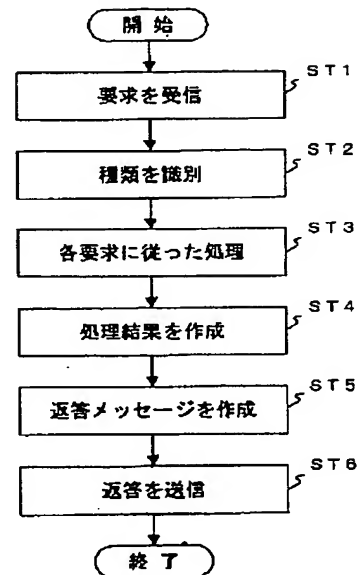 開始
ST1
要求を受信
ST2
種類を識別
ST3
各要求に従った処理
ST4
処理結果を作成
ST5
返答メッセージを作成
ST6
返答を送信
終了